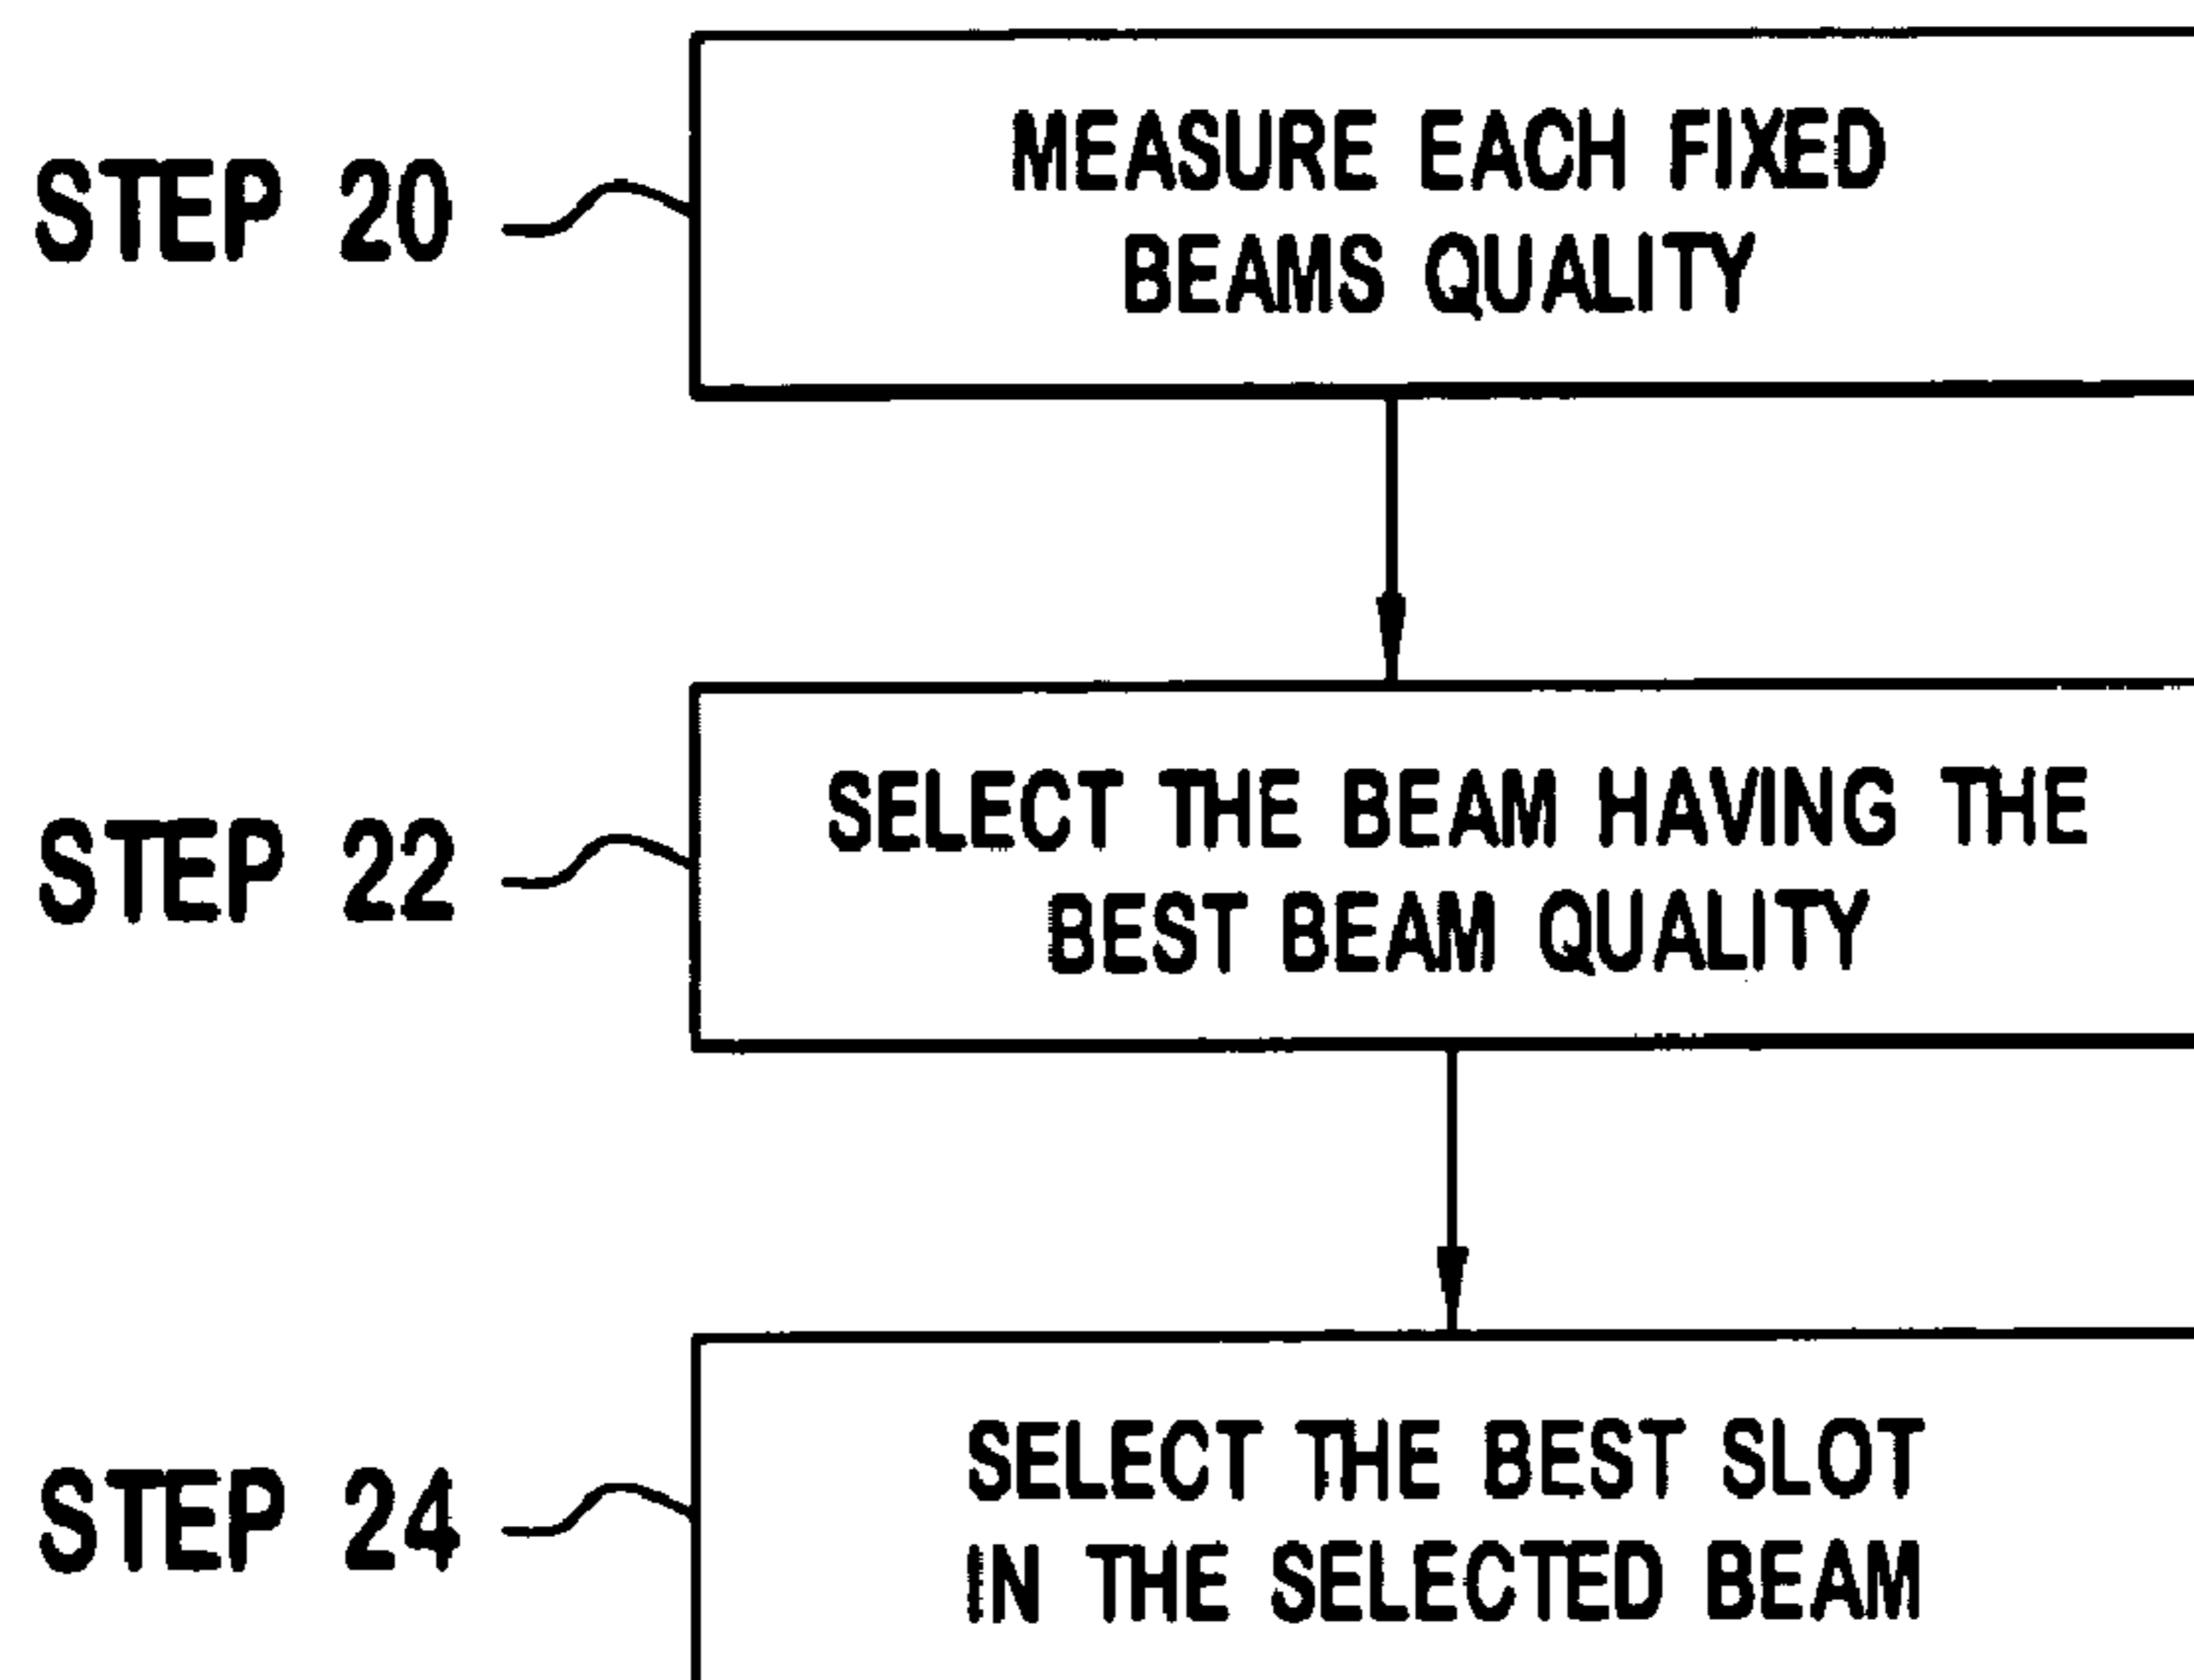 STEP 20
MEASURE EACH FIXED
BEAMS QUALITY
STEP 22
SELECT THE BEAM HAVING THE
BEST BEAM QUALITY
STEP 24
SELECT THE BEST SLOT
IN THE SELECTED BEAM